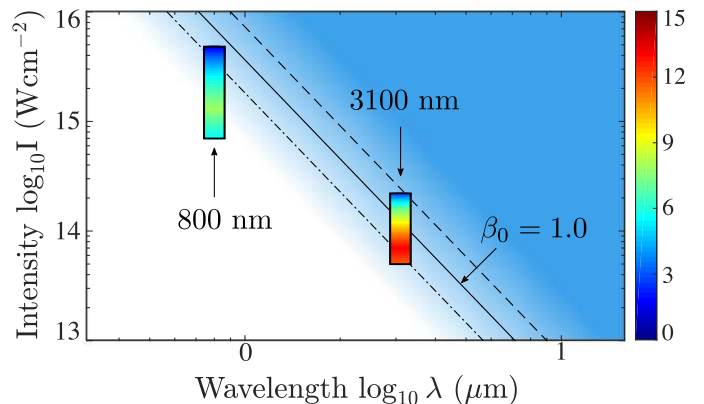 16
15
14
13
Intensity log₁₀I (Wcm⁻²)
3100 nm
800 nm
β₀ = 1.0
0
1
Wavelength log₁₀ λ (μm)
15
12
9
6
3
0